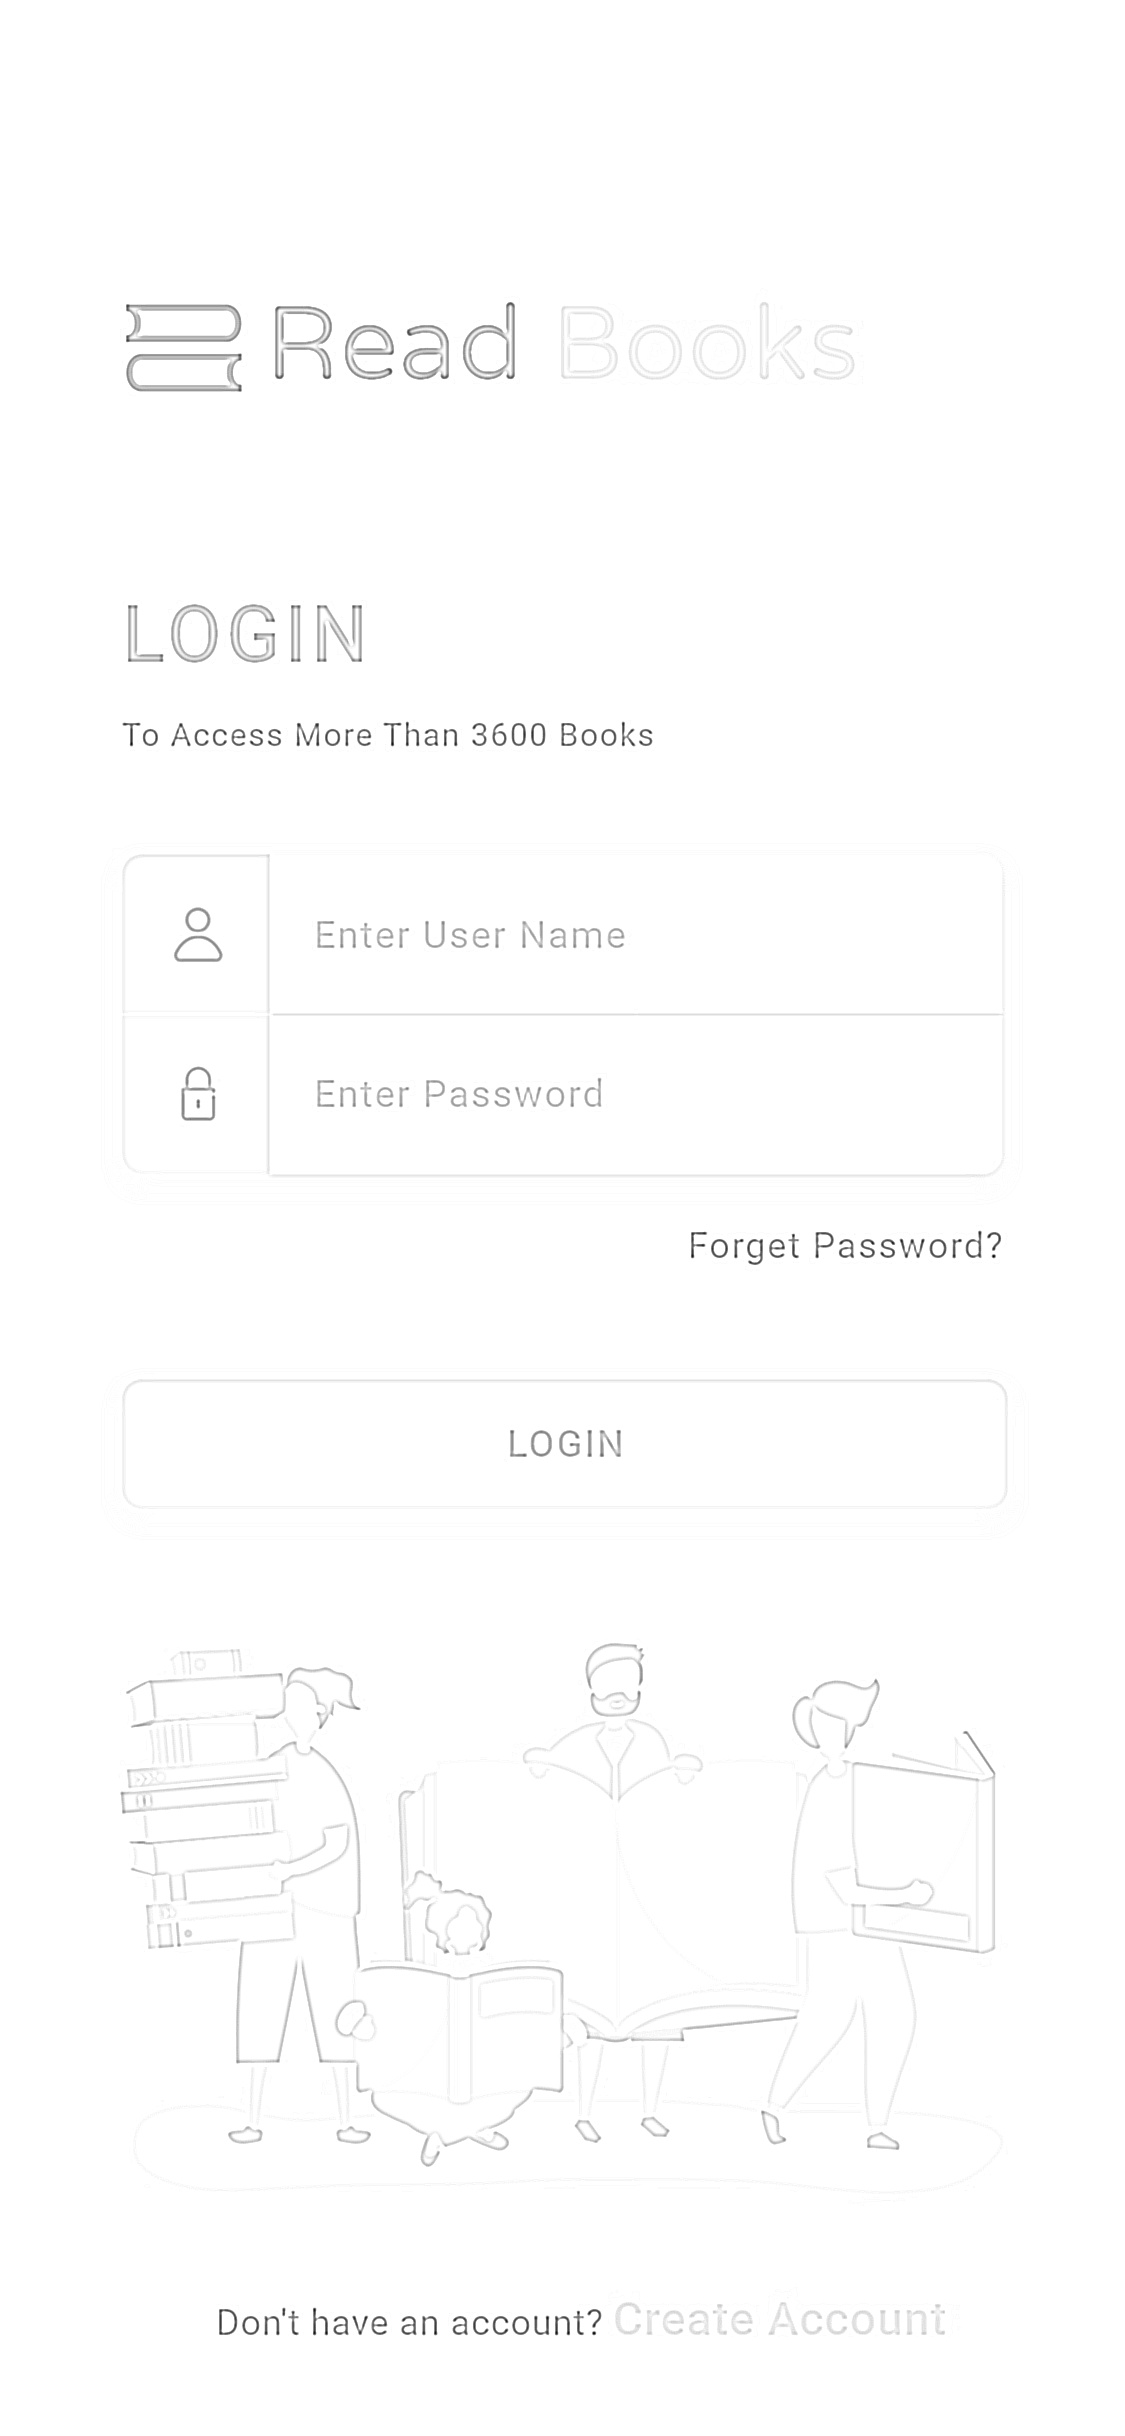 Read Books
LOGIN
To Access More Than 3600 Books
Enter User Name
Enter Password
Forget Password?
LOGIN
Don't have an account? Create Account